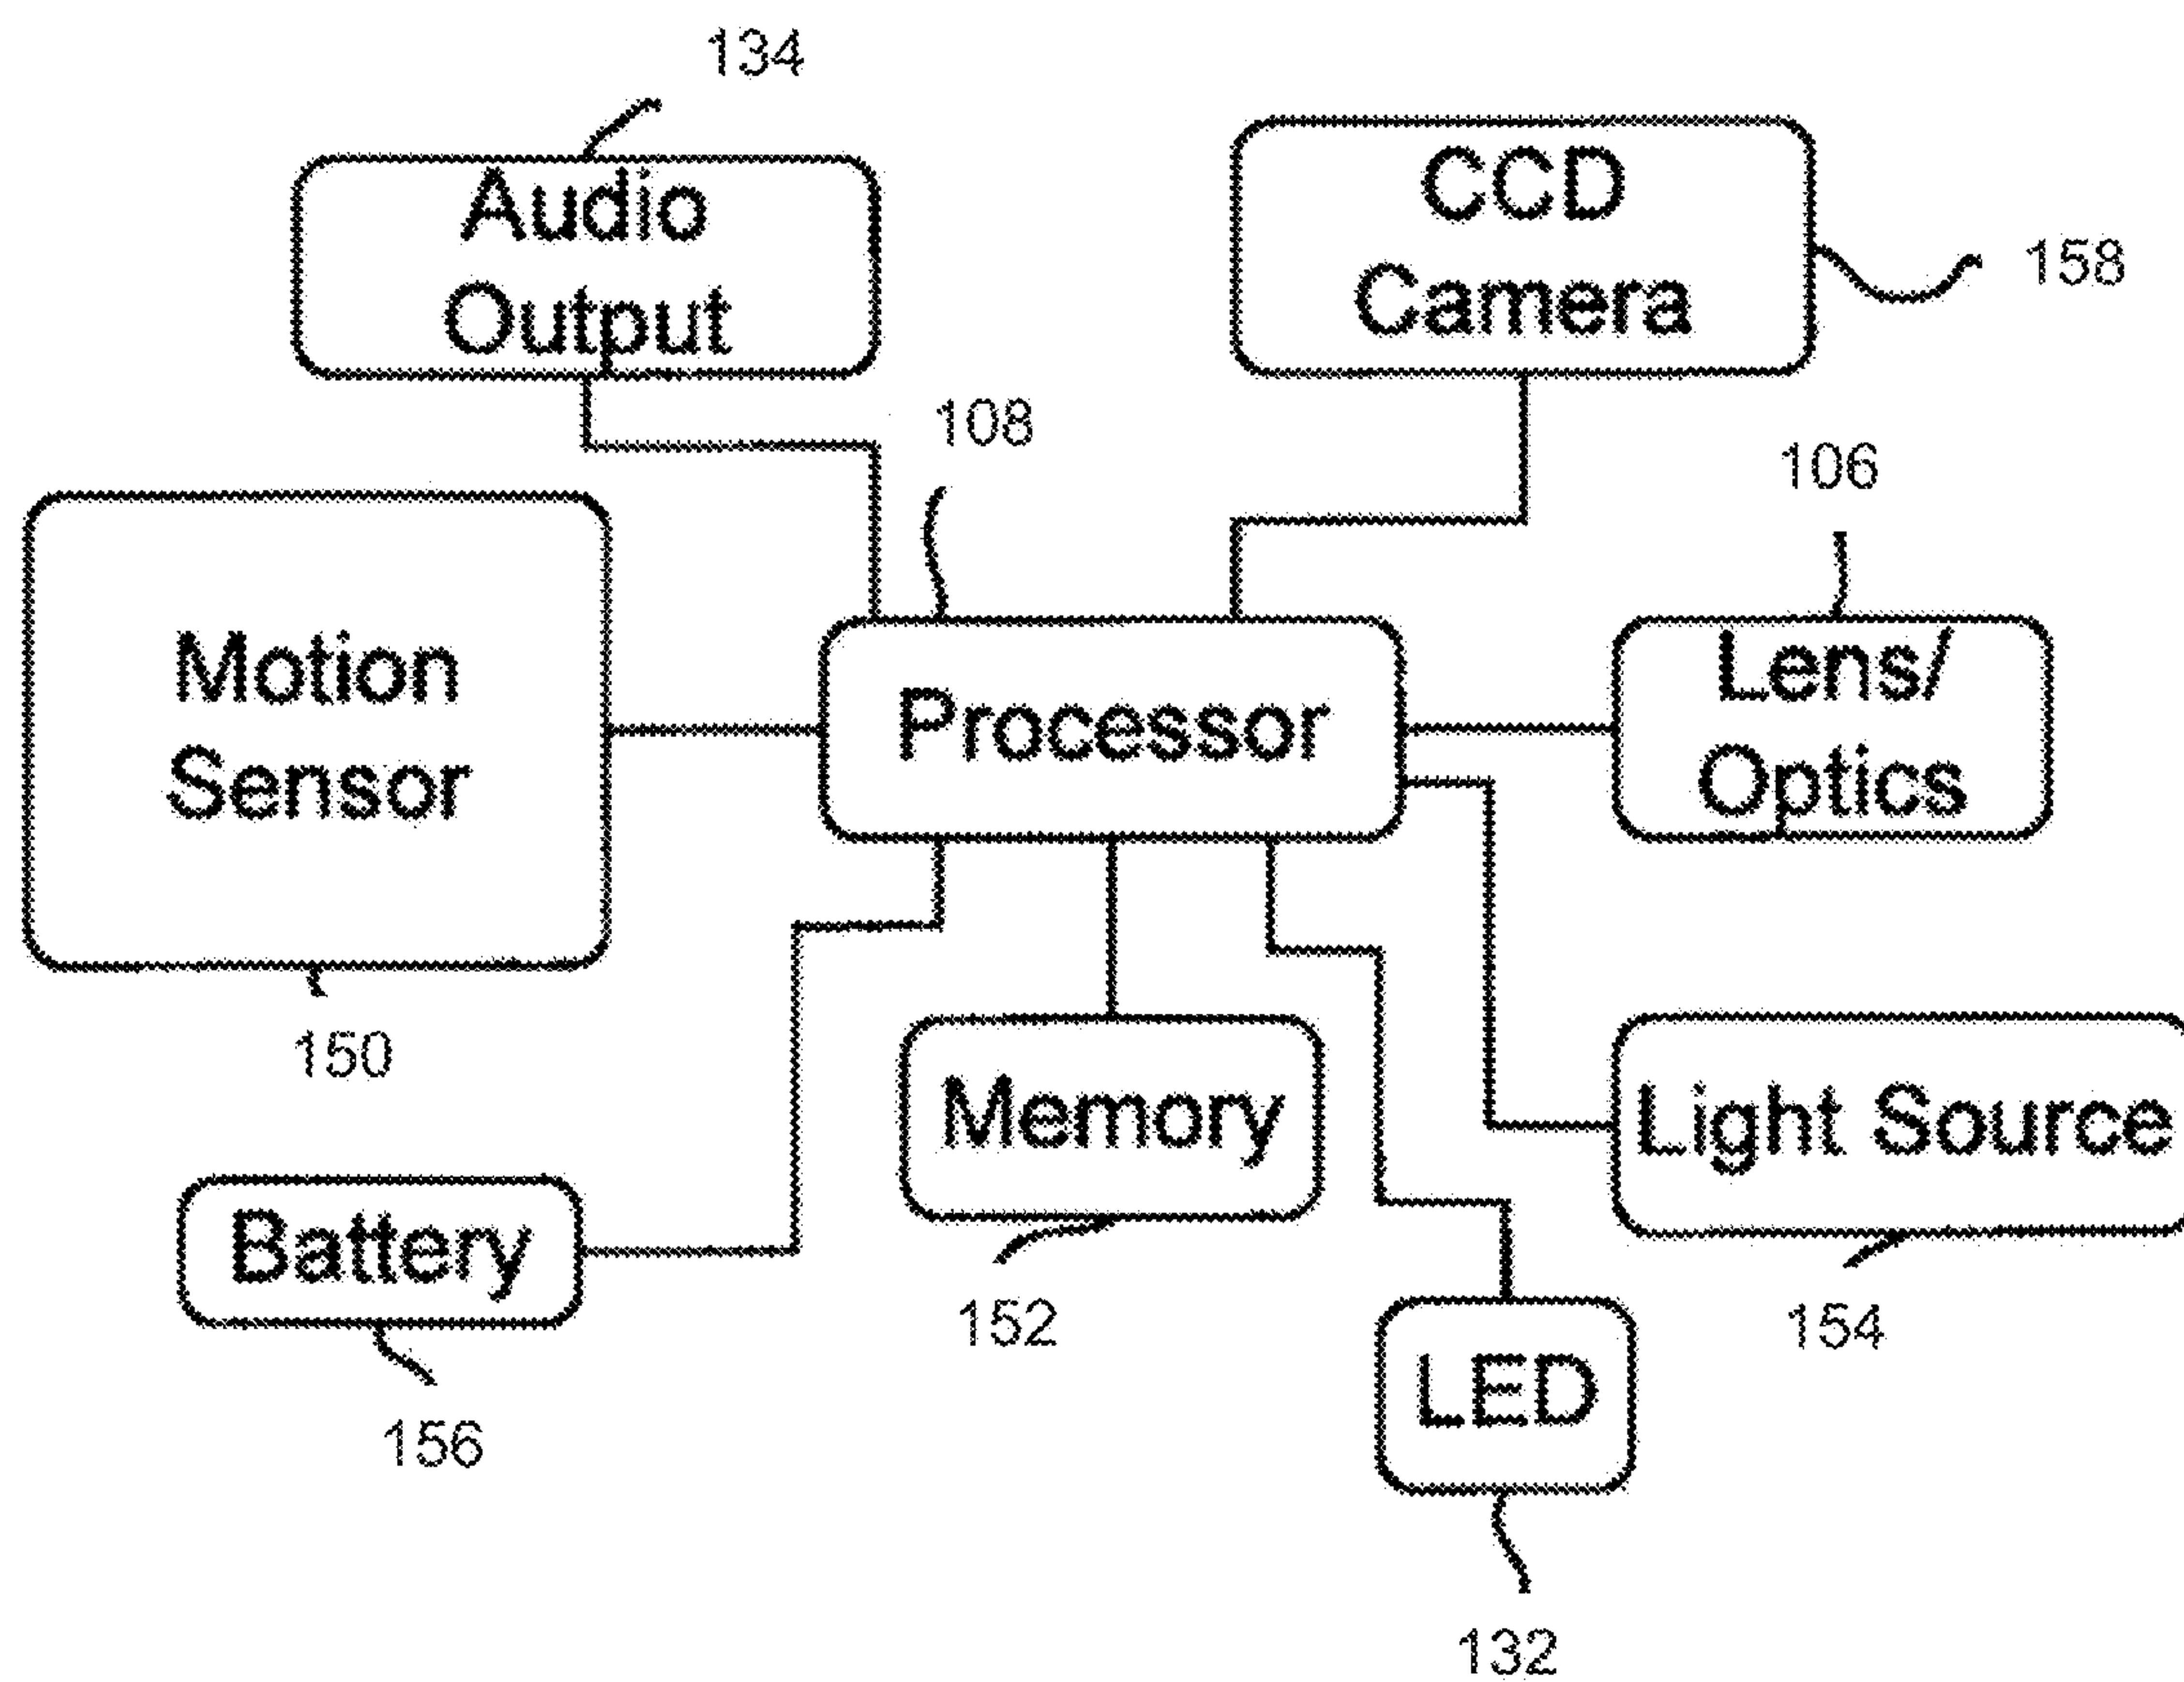 134
Audio
Output
CCD
Camera
158
108
106
Motion
Sensor
Processor
Lens/
Optics
150
Memory
Light Source
Battery
152
154
LED
156
132